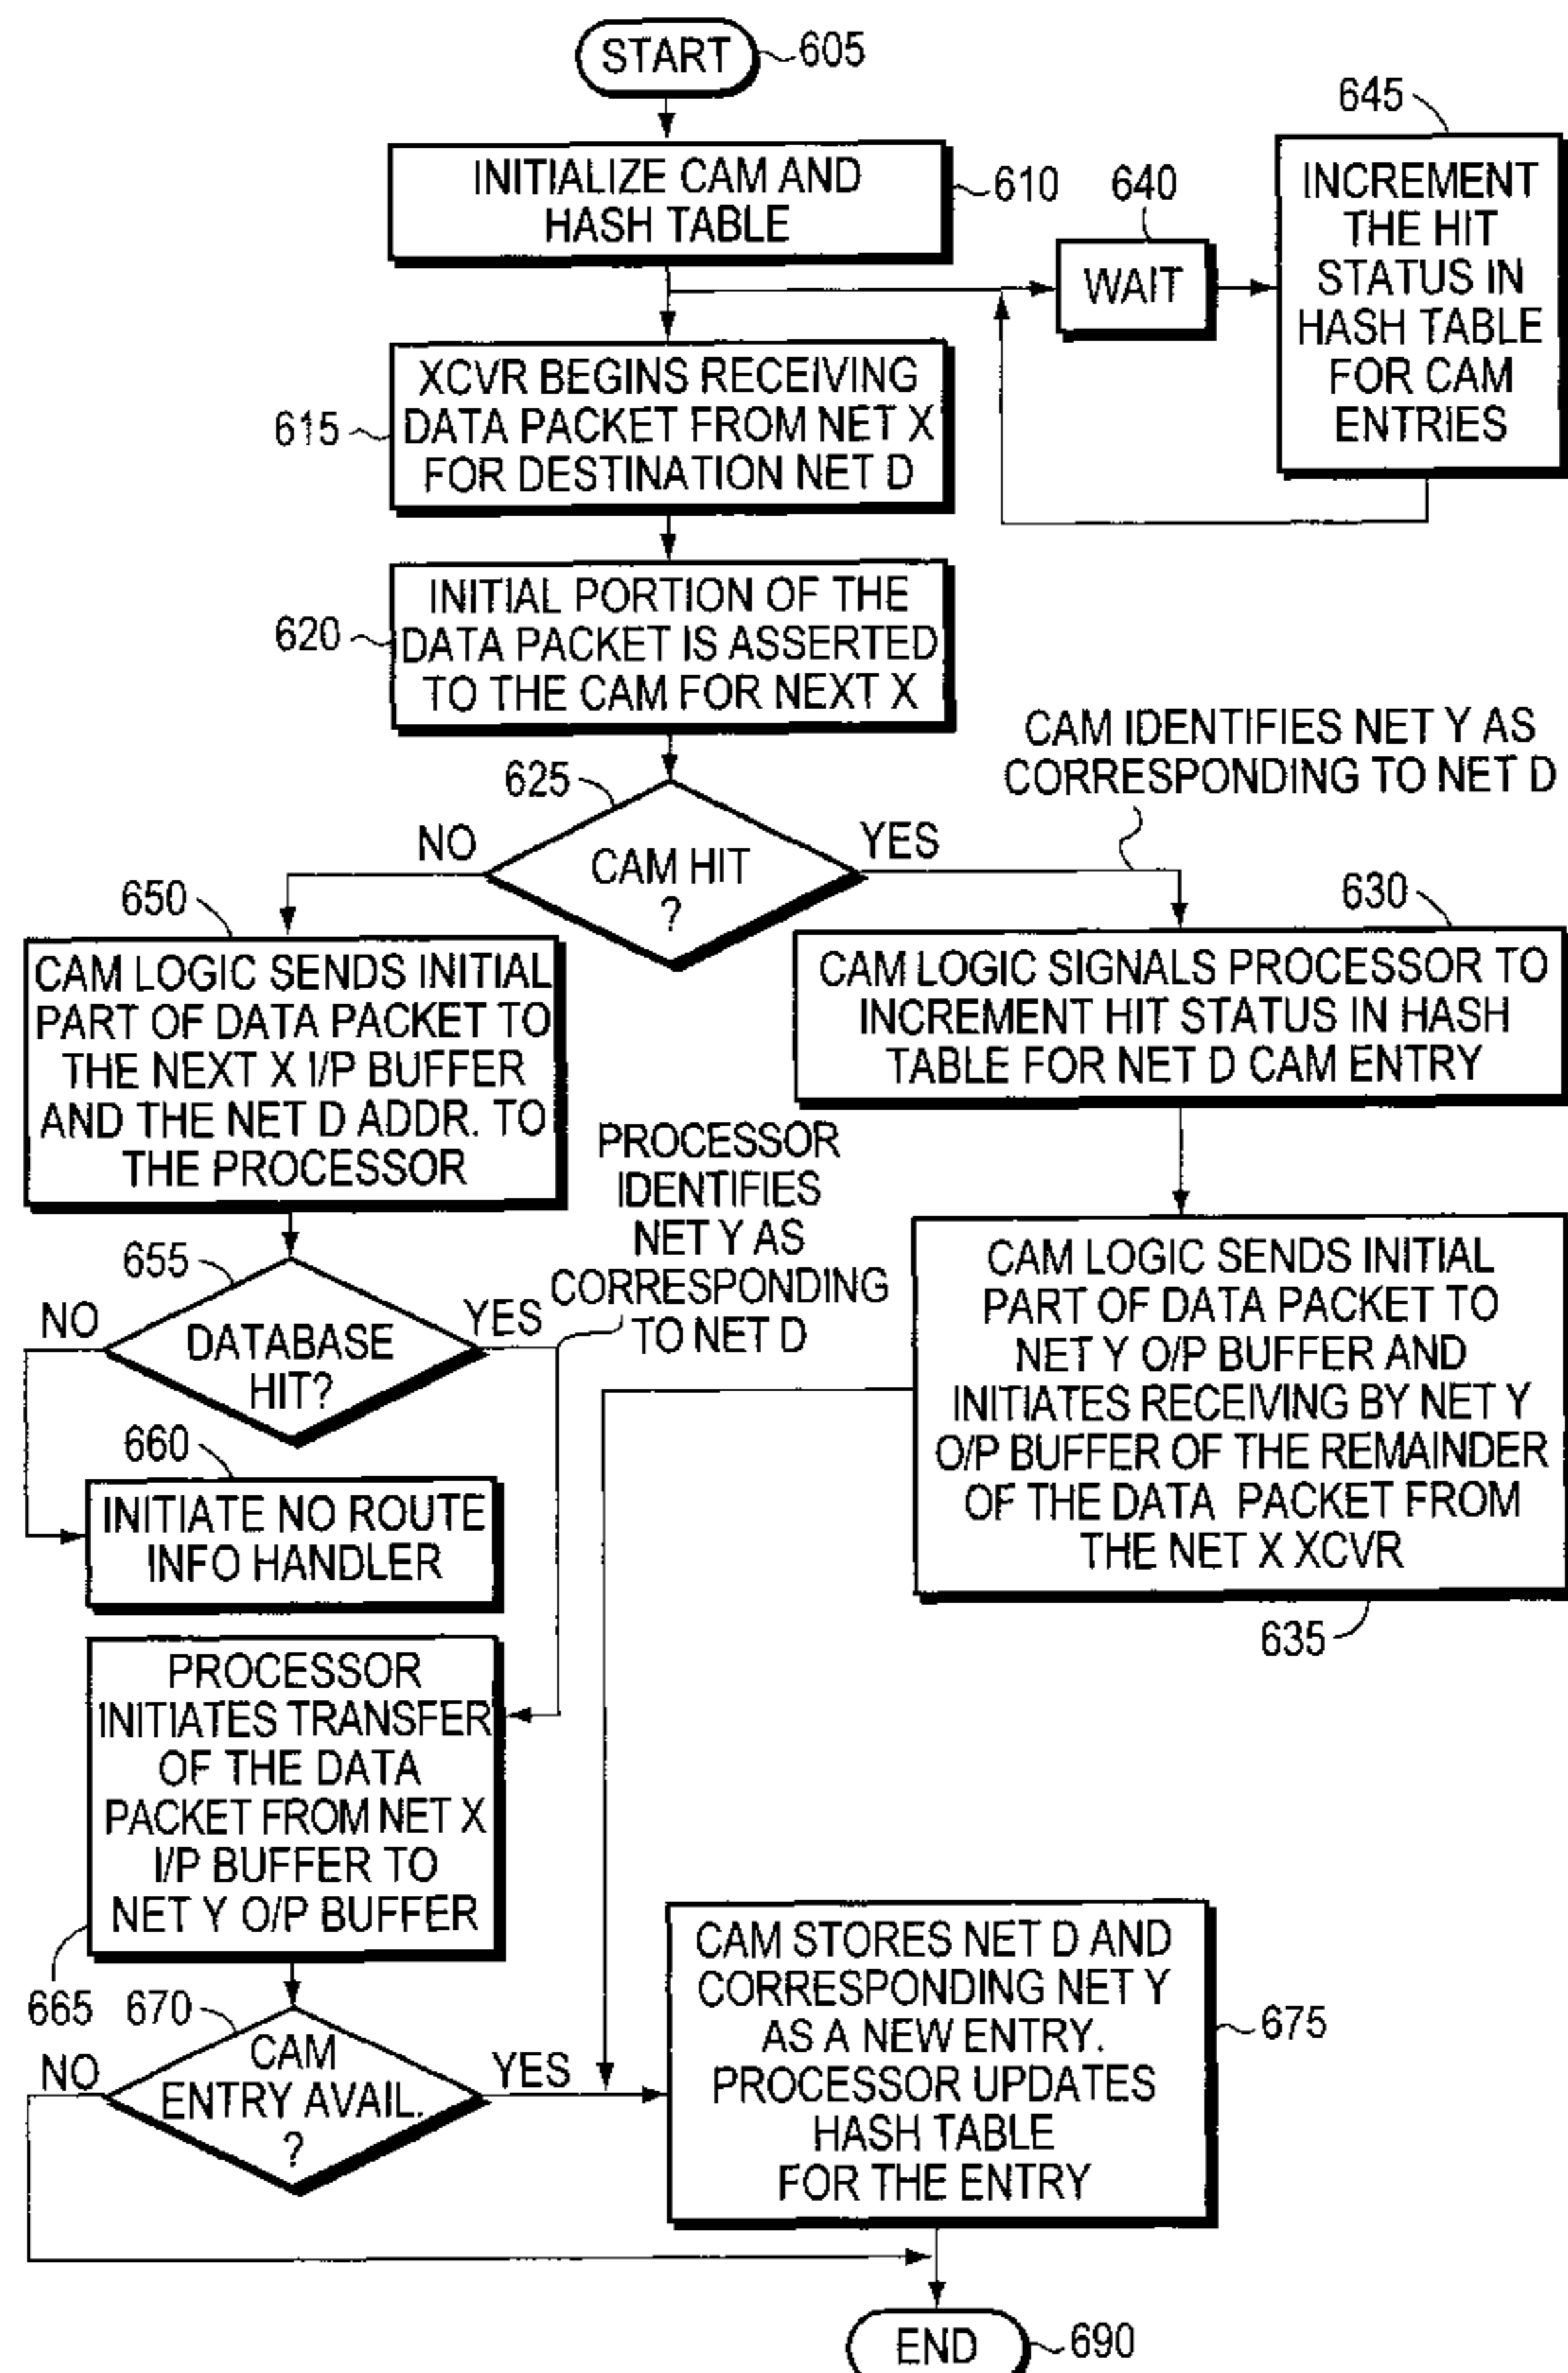 START
605
INITIALIZE CAM AND
HASH TABLE
610
640
WAIT
645
INCREMENT
THE HIT
STATUS IN
HASH TABLE
FOR CAM
ENTRIES
615
XCVR BEGINS RECEIVING
DATA PACKET FROM NET X
FOR DESTINATION NET D
620
INITIAL PORTION OF THE
DATA PACKET IS ASSERTED
TO THE CAM FOR NEXT X
625
CAM HIT
?
NO
YES
CAM IDENTIFIES NET Y AS
CORRESPONDING TO NET D
650
CAM LOGIC SENDS INITIAL
PART OF DATA PACKET TO
THE NEXT X I/P BUFFER
AND THE NET D ADDR. TO
THE PROCESSOR
630
CAM LOGIC SIGNALS PROCESSOR TO
INCREMENT HIT STATUS IN HASH
TABLE FOR NET D CAM ENTRY
655
DATABASE
HIT?
NO
YES
PROCESSOR
IDENTIFIES
NET Y AS
CORRESPONDING
TO NET D
CAM LOGIC SENDS INITIAL
PART OF DATA PACKET TO
NET Y O/P BUFFER AND
INITIATES RECEIVING BY NET Y
O/P BUFFER OF THE REMAINDER
OF THE DATA PACKET FROM
THE NET X XCVR
635
660
INITIATE NO ROUTE
INFO HANDLER
PROCESSOR
INITIATES TRANSFER
OF THE DATA
PACKET FROM NET X
I/P BUFFER TO
NET Y O/P BUFFER
665
670
CAM
ENTRY AVAIL.
?
NO
YES
CAM STORES NET D AND
CORRESPONDING NET Y
AS A NEW ENTRY.
PROCESSOR UPDATES
HASH TABLE
FOR THE ENTRY
675
END
690